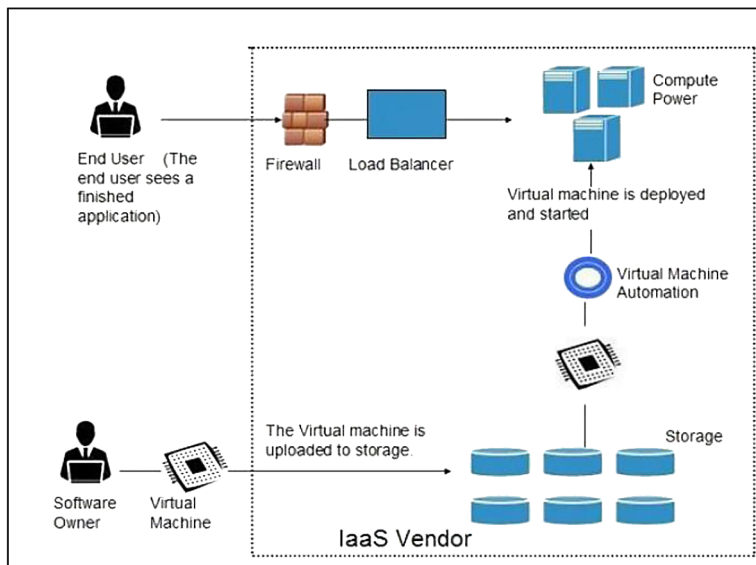 Compute
Power
End User (The
end user sees a
finished
application)
Firewall
Load Balancer
Virtual machine is deployed
and started
Virtual Machine
Automation
The Virtual machine is
uploaded to storage.
Storage
Software
Owner
Virtual
Machine
IaaS Vendor